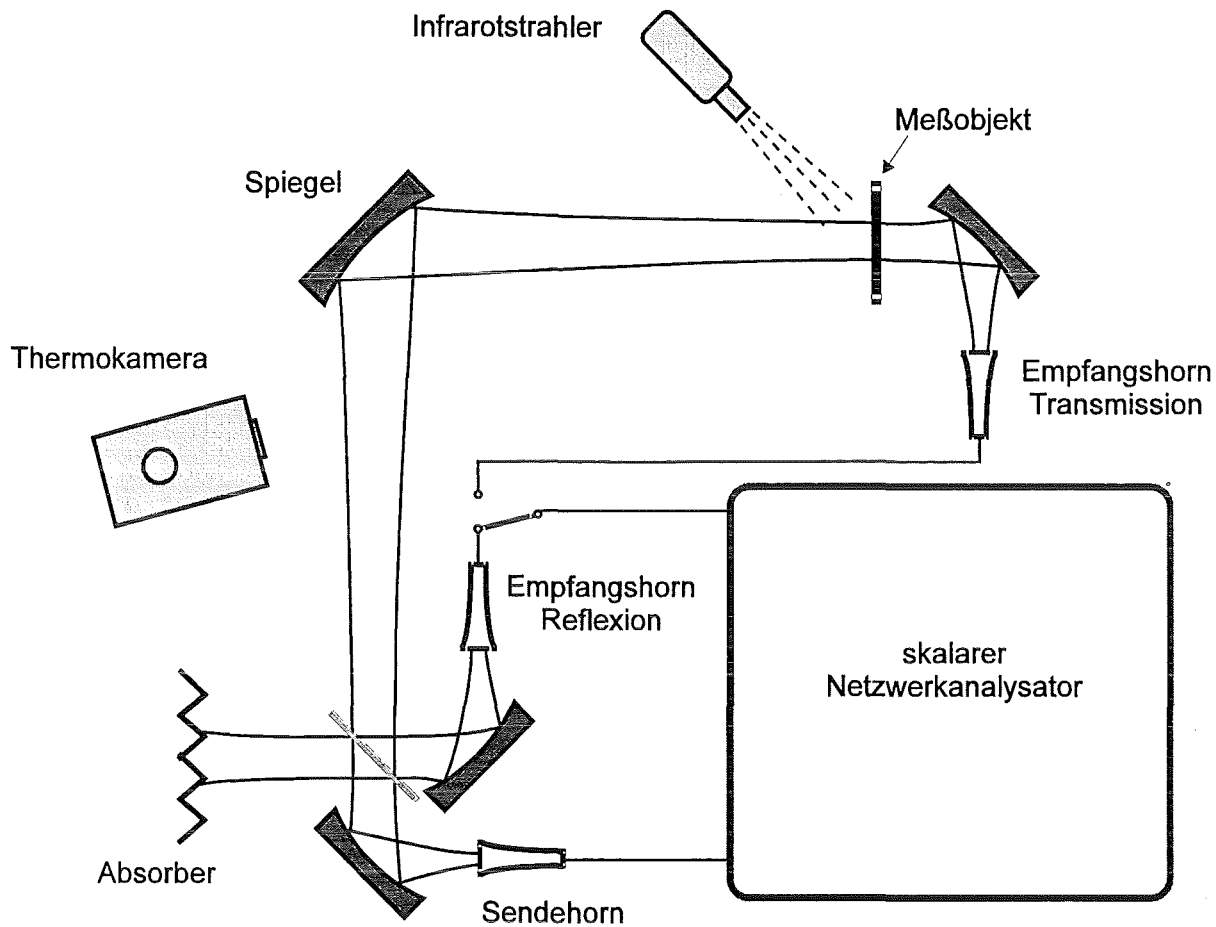 Infrarotstrahler
Meßobjekt
Spiegel
Thermokamera
Empfangshorn
Transmission
Empfangshorn
Reflexion
skalarer
Netzwerkanalysator
Absorber
Sendehorn